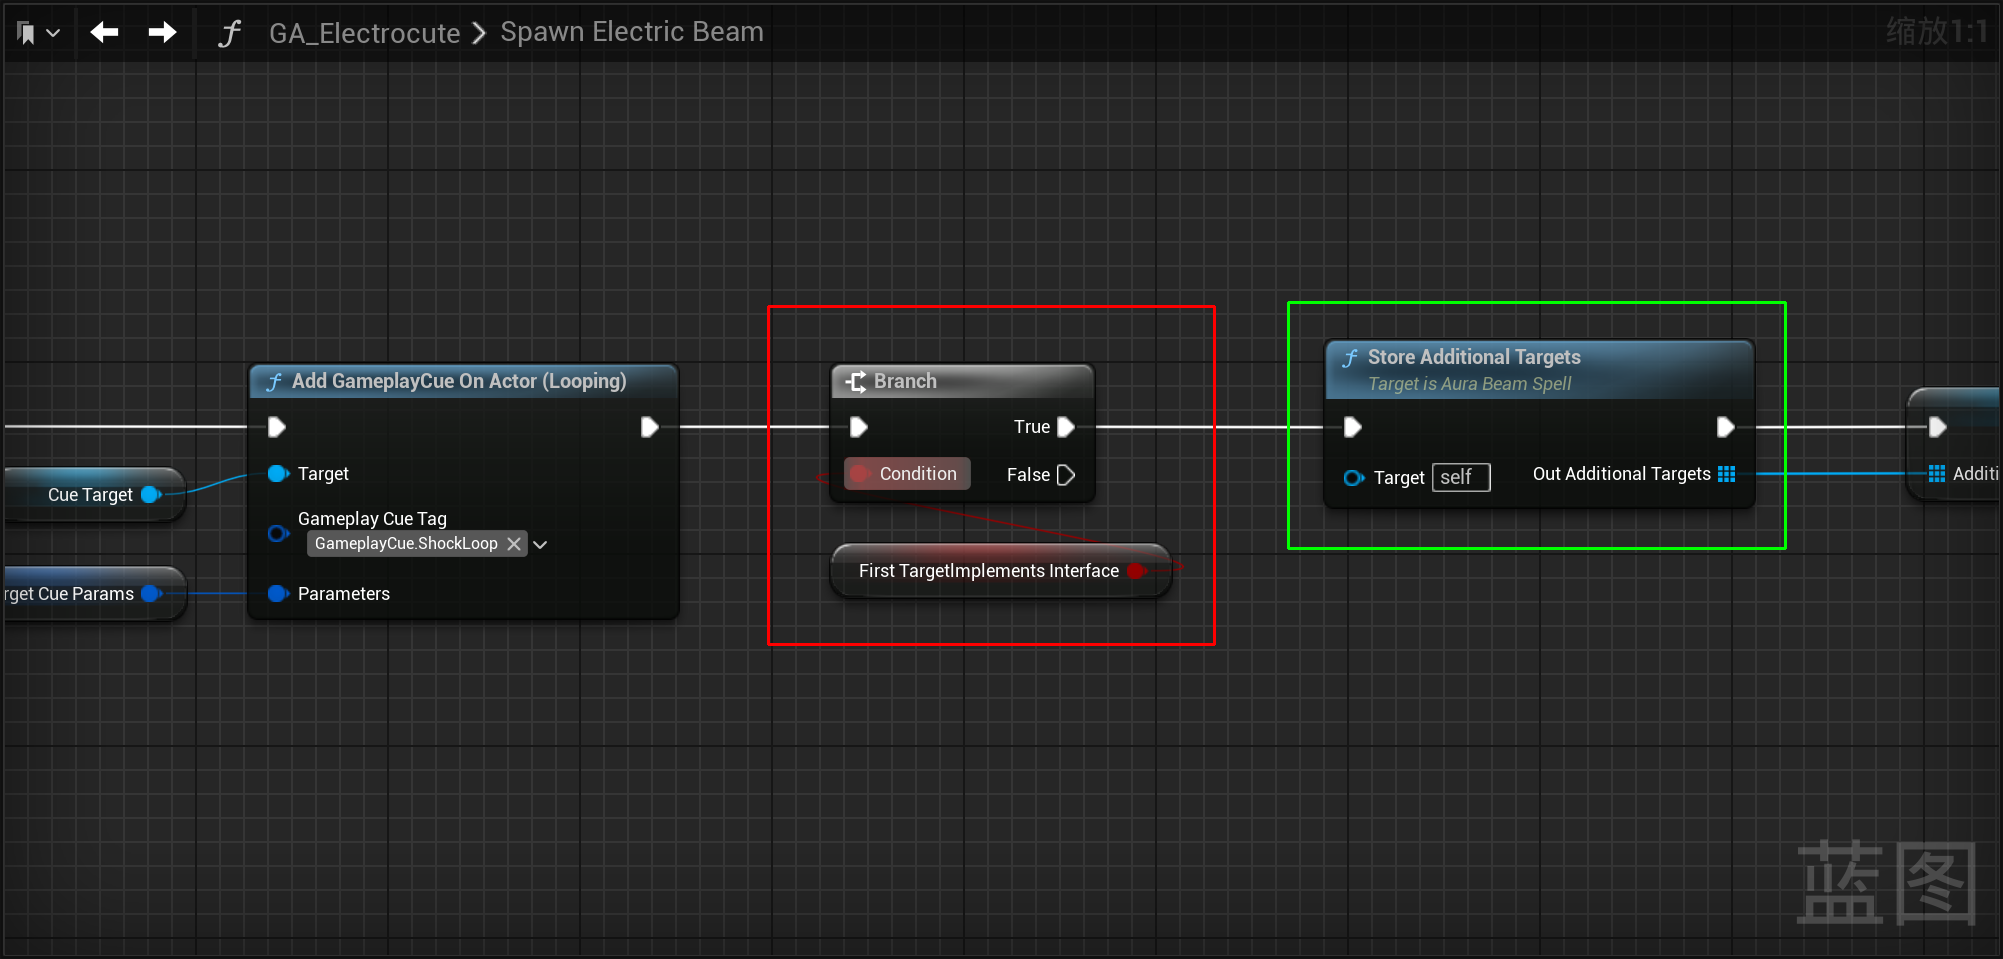 GA_Electrocute > Spawn Electric Beam
缩放1:1
Add GameplayCue On Actor (Looping)
Target
Gameplay Cue Tag
GameplayCue.ShockLoop
Parameters
Cue Target
rget Cue Params
Branch
True
Condition
False
First TargetImplements Interface
Store Additional Targets
Target is Aura Beam Spell
Target self
Out Additional Targets
Additi
蓝图